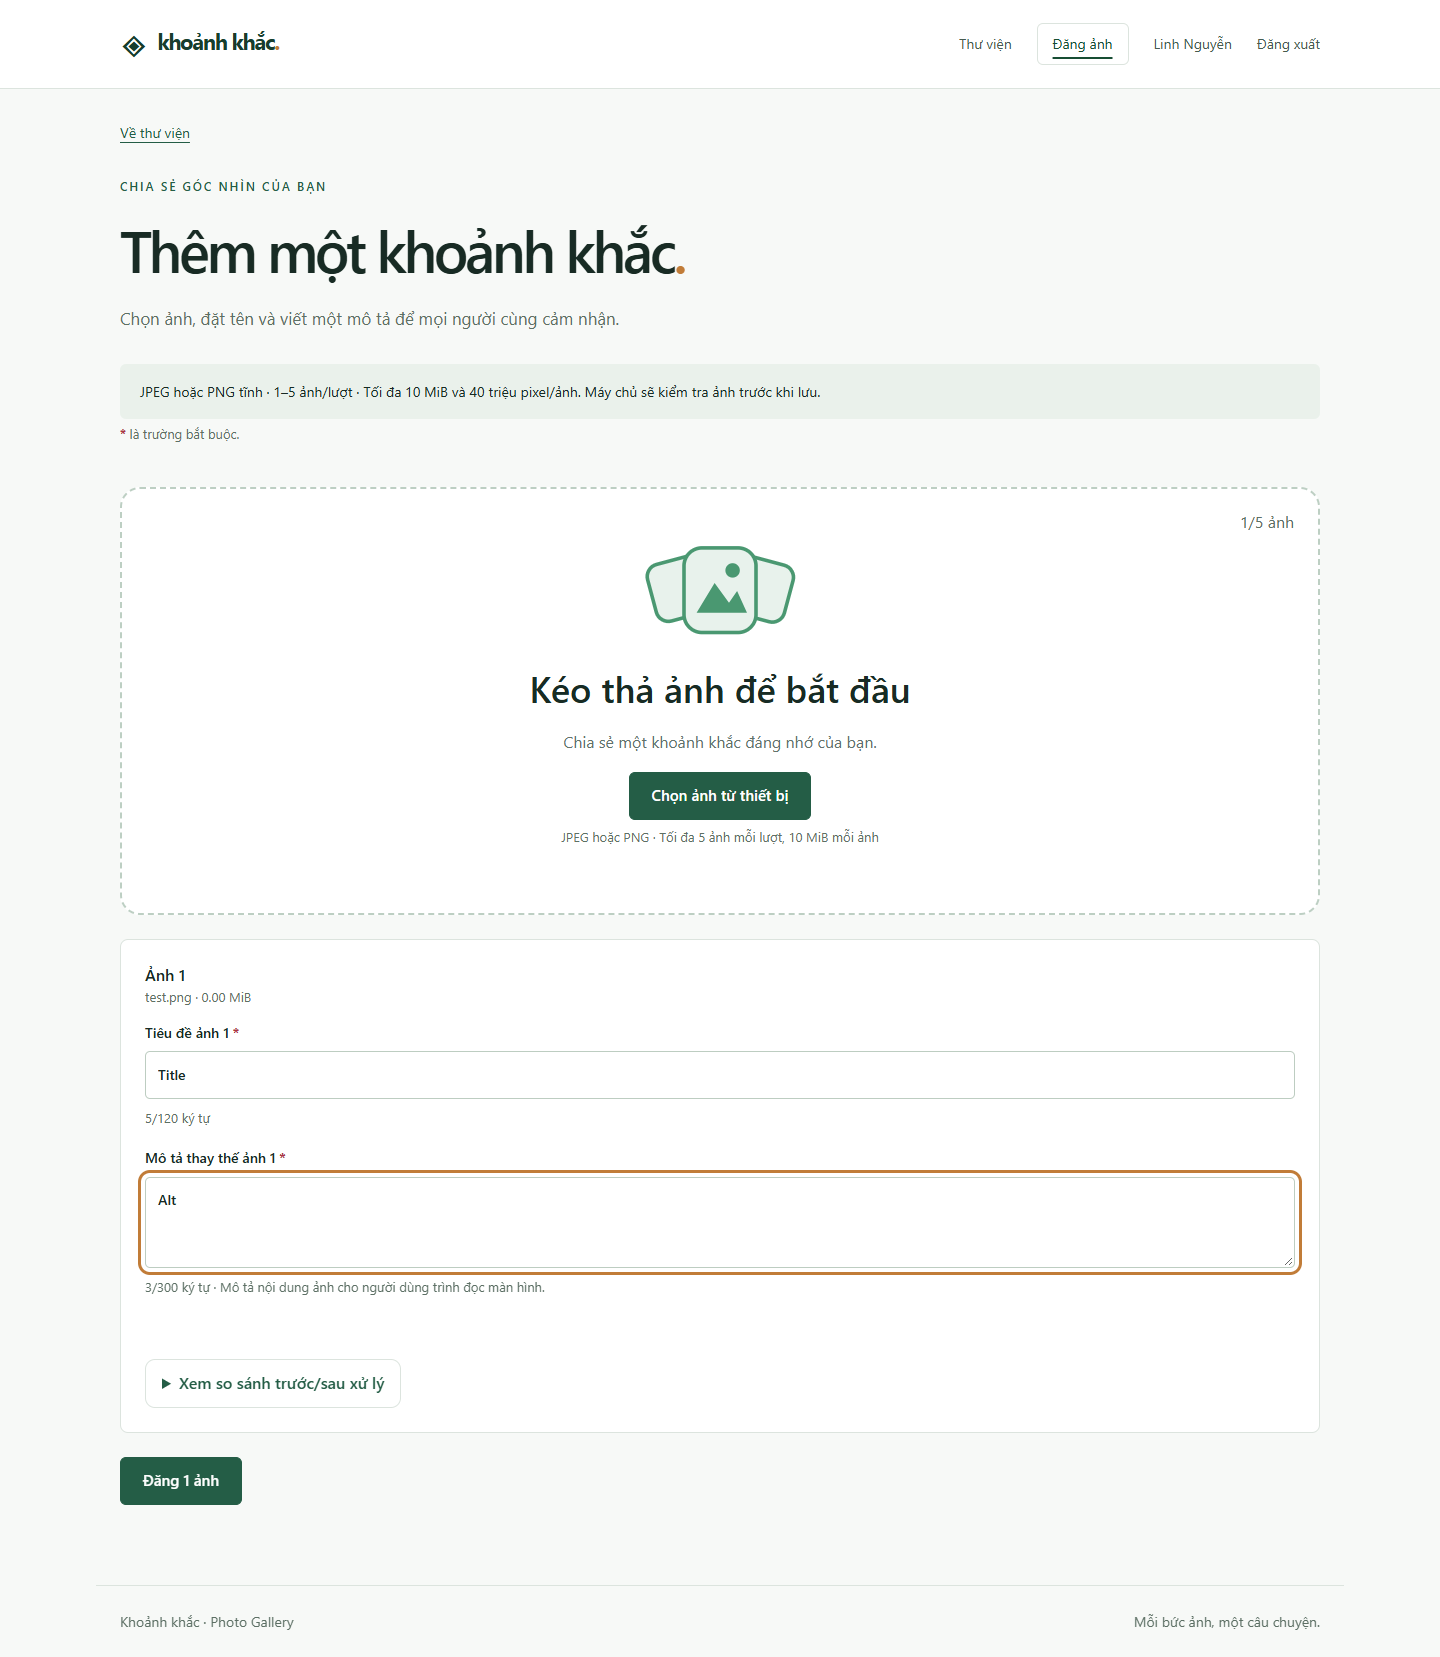 khoảnh khắc.
Thư viện
Đăng ảnh
Linh Nguyễn
Đăng xuất
Về thư viện
CHIA SẺ GÓC NHÌN CỦA BẠN
Thêm một khoảnh khắc.
Chọn ảnh, đặt tên và viết một mô tả để mọi người cùng cảm nhận.
JPEG hoặc PNG tĩnh · 1–5 ảnh/lượt · Tối đa 10 MiB và 40 triệu pixel/ảnh. Máy chủ sẽ kiểm tra ảnh trước khi lưu.
* là trường bắt buộc.
1/5 ảnh
Kéo thả ảnh để bắt đầu
Chia sẻ một khoảnh khắc đáng nhớ của bạn.
Chọn ảnh từ thiết bị
JPEG hoặc PNG · Tối đa 5 ảnh mỗi lượt, 10 MiB mỗi ảnh
Ảnh 1
test.png · 0.00 MiB
Tiêu đề ảnh 1 *
Title
5/120 ký tự
Mô tả thay thế ảnh 1 *
Alt
3/300 ký tự · Mô tả nội dung ảnh cho người dùng trình đọc màn hình.
Xem so sánh trước/sau xử lý
Đăng 1 ảnh
Khoảnh khắc · Photo Gallery
Mỗi bức ảnh, một câu chuyện.